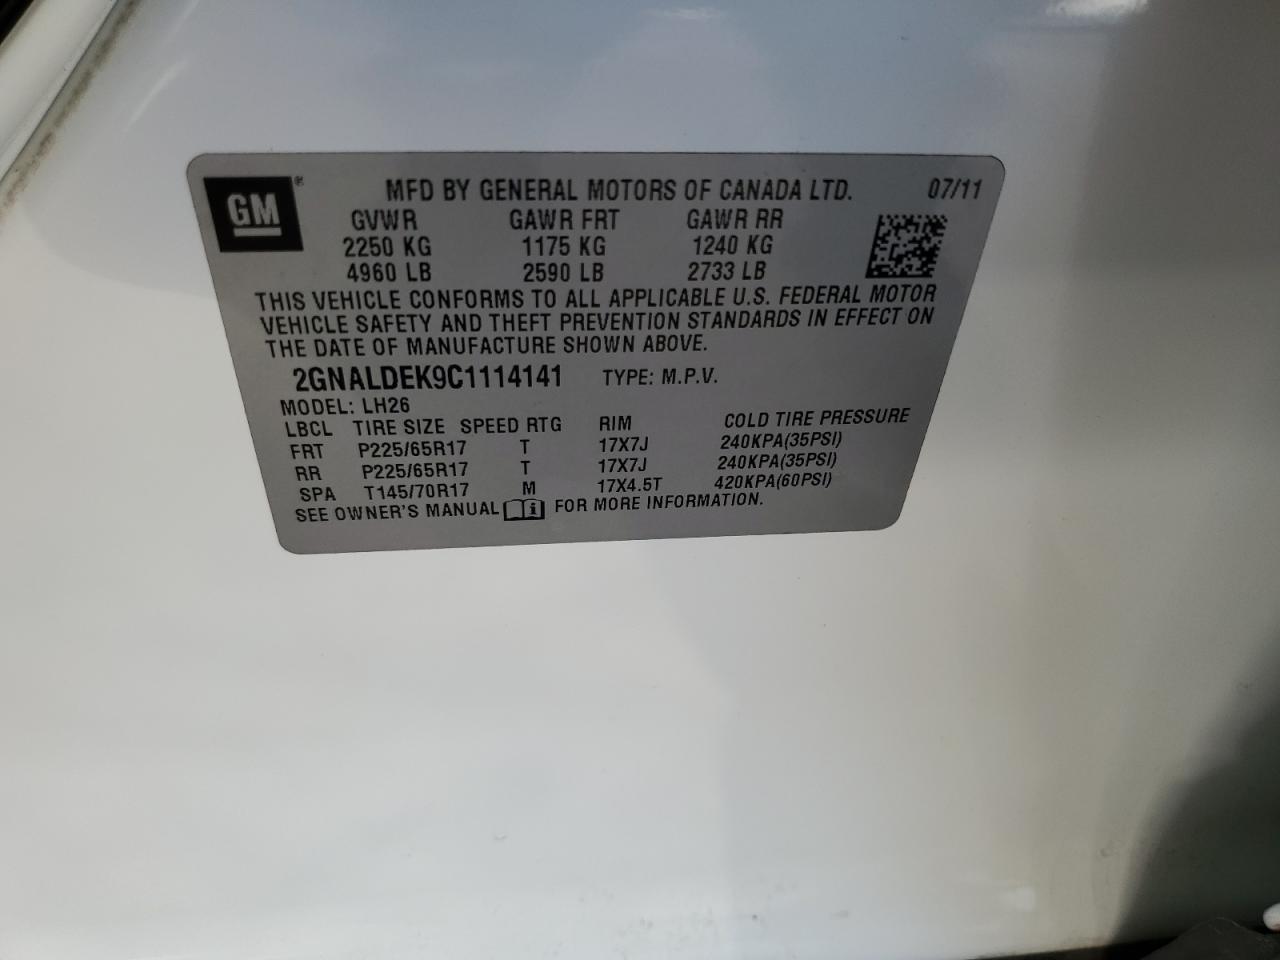 GM®
MFD BY GENERAL MOTORS OF CANADA LTD. 07/11
GVWR GAWR FRT GAWR RR
2250 KG 1175 KG 1240 KG
4960 LB 2590 LB 2733 LB
THIS VEHICLE CONFORMS TO ALL APPLICABLE U.S. FEDERAL MOTOR
VEHICLE SAFETY AND THEFT PREVENTION STANDARDS IN EFFECT ON
THE DATE OF MANUFACTURE SHOWN ABOVE.
2GNALDEK9C1114141 TYPE: M.P.V.
MODEL: LH26
LBCL TIRE SIZE SPEED RTG RIM COLD TIRE PRESSURE
FRT P225/65R17 T 17X7J 240KPA(35PSI)
RR P225/65R17 T 17X7J 240KPA(35PSI)
SPA T145/70R17 M 17X4.5T 420KPA(60PSI)
SEE OWNER'S MANUAL i FOR MORE INFORMATION.